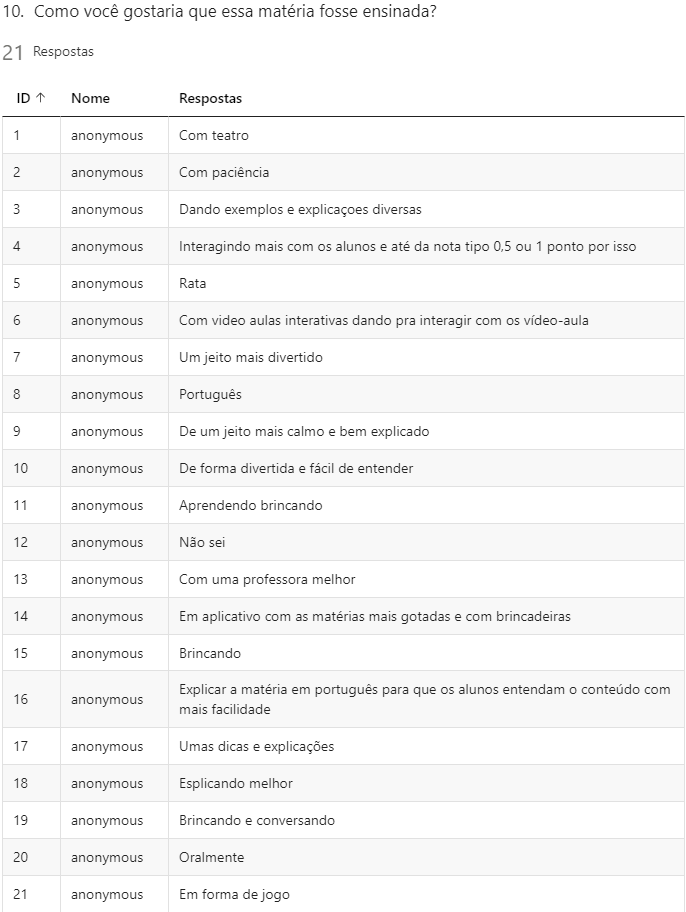 10. Como você gostaria que essa matéria fosse ensinada?
21 Respostas
ID ↑ Nome Respostas
1 anonymous Com teatro
2 anonymous Com paciência
3 anonymous Dando exemplos e explicaçoes diversas
4 anonymous Interagindo mais com os alunos e até da nota tipo 0,5 ou 1 ponto por isso
5 anonymous Rata
6 anonymous Com video aulas interativas dando pra interagir com os vídeo-aula
7 anonymous Um jeito mais divertido
8 anonymous Português
9 anonymous De um jeito mais calmo e bem explicado
10 anonymous De forma divertida e fácil de entender
11 anonymous Aprendendo brincando
12 anonymous Não sei
13 anonymous Com uma professora melhor
14 anonymous Em aplicativo com as matérias mais gotadas e com brincadeiras
15 anonymous Brincando
16 anonymous Explicar a matéria em português para que os alunos entendam o conteúdo com
mais facilidade
17 anonymous Umas dicas e explicações
18 anonymous Esplicando melhor
19 anonymous Brincando e conversando
20 anonymous Oralmente
21 anonymous Em forma de jogo